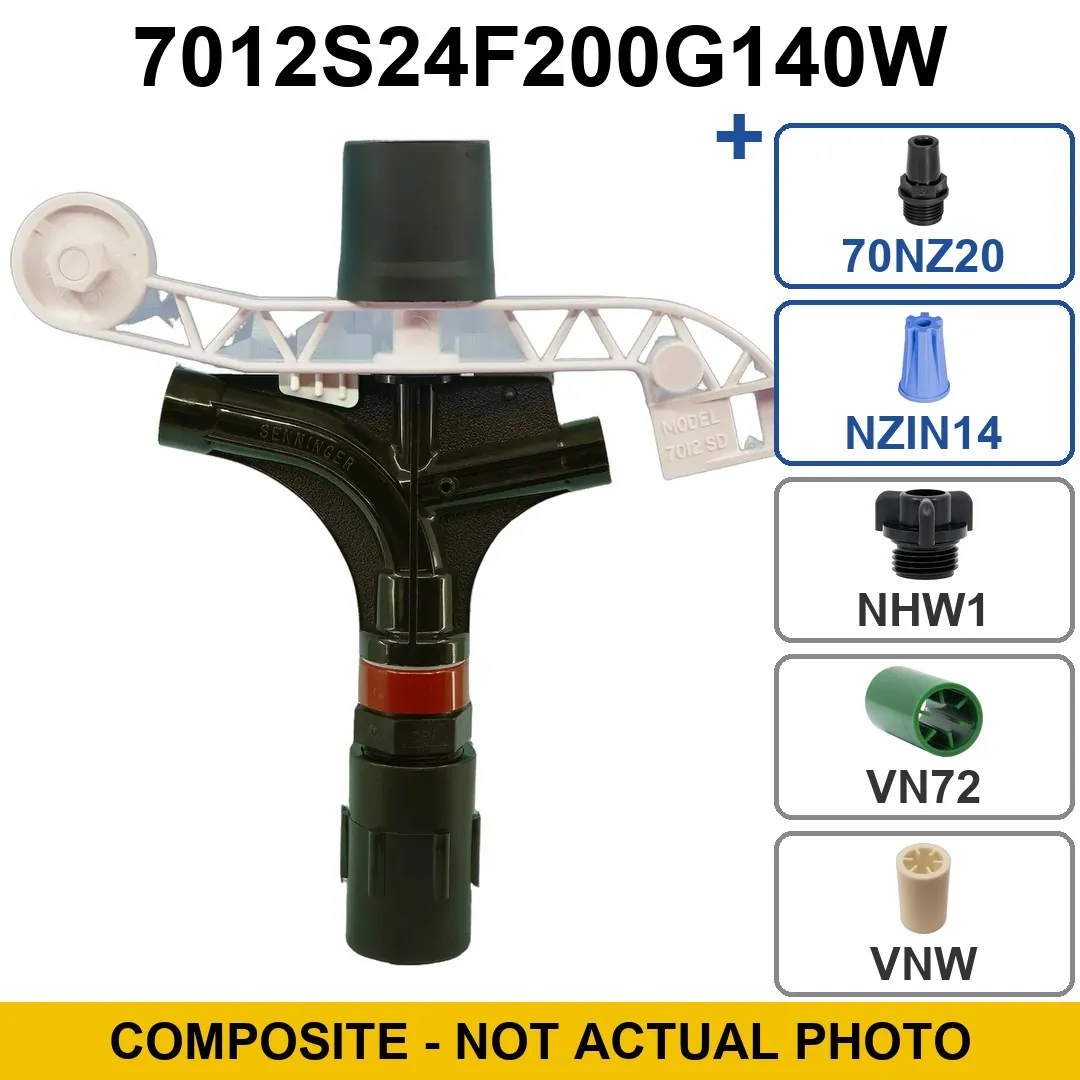 7012S24F200G140W
+
70NZ20
NZIN14
NHW1
VN72
VNW
SENNINGER
MODEL
7012 SD
COMPOSITE - NOT ACTUAL PHOTO